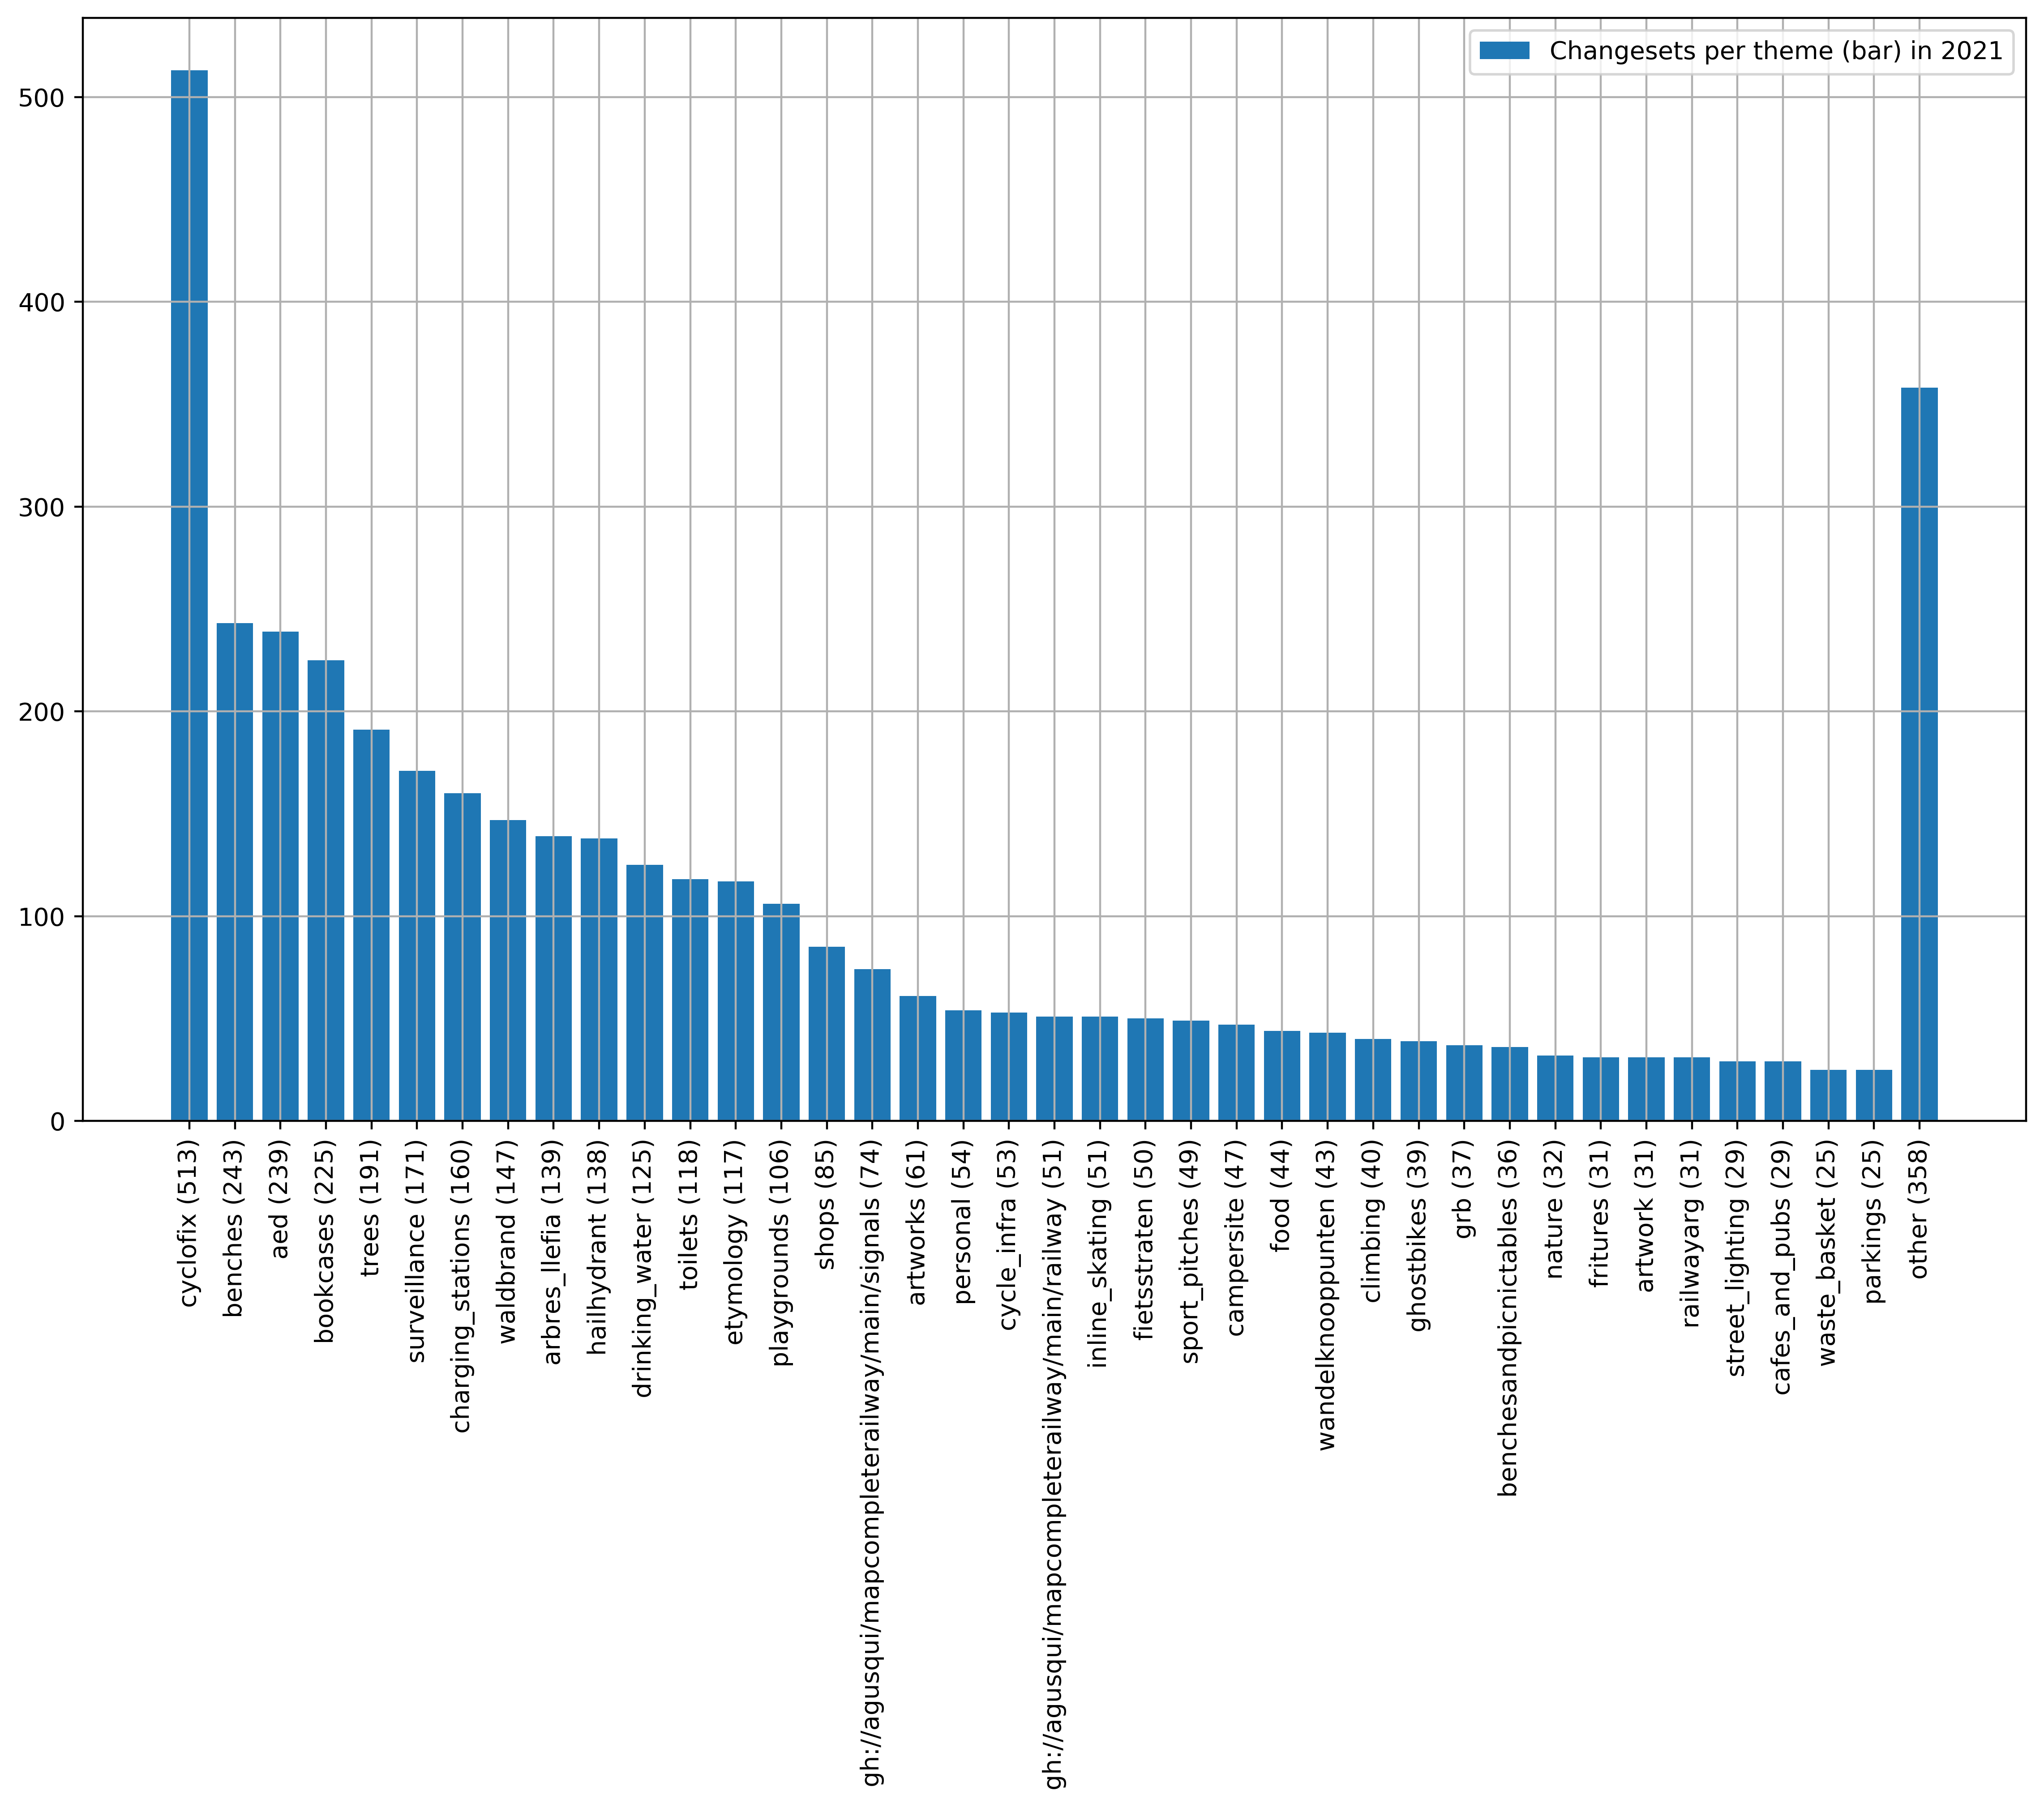 Changesets per theme (bar) in 2021
500
400
300
200
100
0
cyclofix (513)
benches (243)
aed (239)
bookcases (225)
trees (191)
surveillance (171)
charging_stations (160)
waldbrand (147)
arbres_llefia (139)
hailhydrant (138)
drinking_water (125)
toilets (118)
etymology (117)
playgrounds (106)
shops (85)
gh://agusqui/mapcompleterailway/main/signals (74)
artworks (61)
personal (54)
cycle_infra (53)
gh://agusqui/mapcompleterailway/main/railway (51)
inline_skating (51)
fietsstraten (50)
sport_pitches (49)
campersite (47)
food (44)
wandelknooppunten (43)
climbing (40)
ghostbikes (39)
grb (37)
benchesandpicnictables (36)
nature (32)
fritures (31)
artwork (31)
railwayarg (31)
street_lighting (29)
cafes_and_pubs (29)
waste_basket (25)
parkings (25)
other (358)